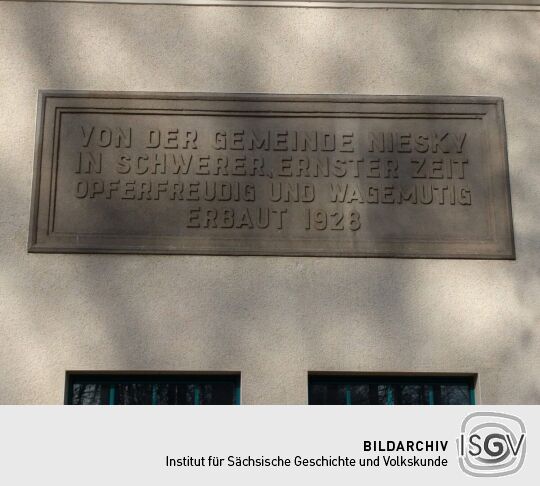 VON DER GEMEINDE NIESKY
IN SCHWERER, ERNSTER ZEIT
OPFERFREUDIG UND WAGEMUTIG
ERBAUT 1928
BILDARCHIV
Institut für Sächsische Geschichte und Volkskunde
ISGV